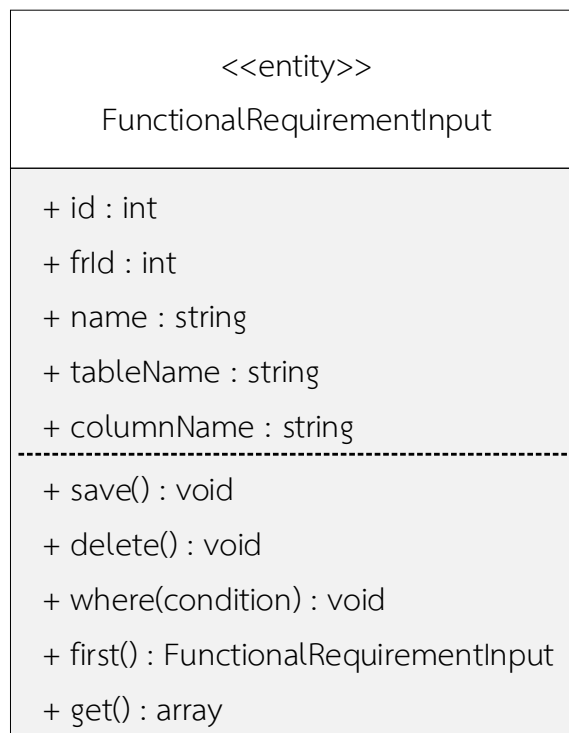 <<entity>>
FunctionalRequirementInput
+ id : int
+ frId : int
+ name : string
+ tableName : string
+ columnName : string
+ save() : void
+ delete() : void
+ where(condition) : void
+ first() : FunctionalRequirementInput
+ get() : array